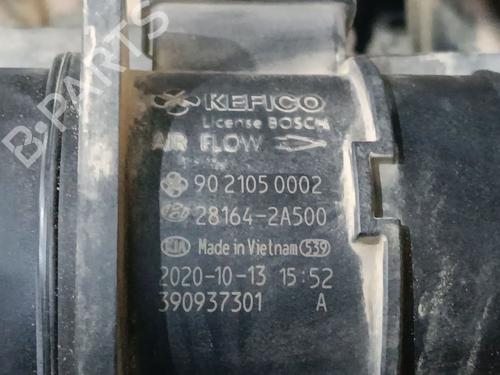 B-PARTS
KEFICO
License BOSCH
AIR FLOW
90 2105 0002
28164-2A500
KIA Made in Vietnam 539
2020-10-13 15:52
390937301 A